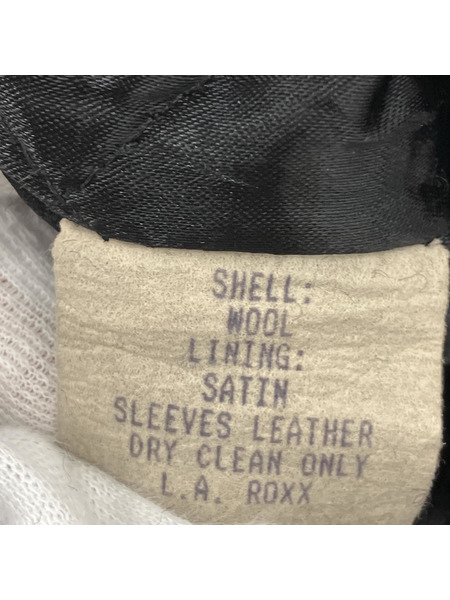 SHELL:
WOOL
LINING:
SATIN
SLEEVES LEATHER
DRY CLEAN ONLY
L.A. ROXX